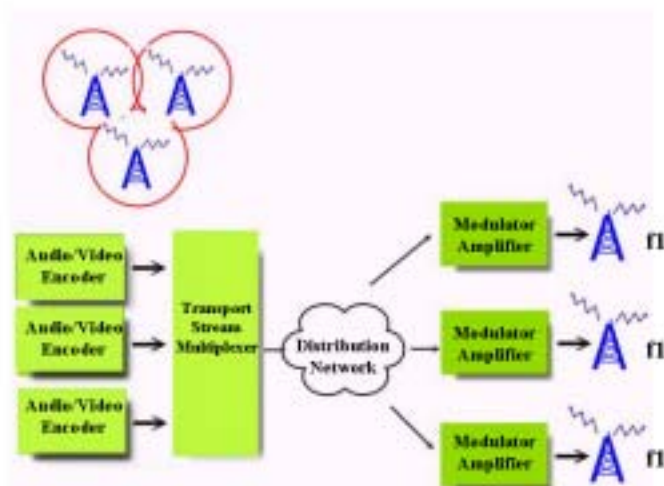 Audio/Video
Encoder
Audio/Video
Encoder
Audio/Video
Encoder
Transport
Stream
Multiplexer
Distribution
Network
Modulator
Amplifier
f1
Modulator
Amplifier
f1
Modulator
Amplifier
f1